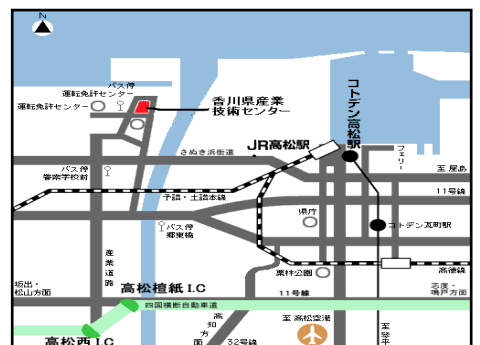 N
バス停
運転免許センター
運転免許センター
香川県産業
技術センター
コトデン高松駅
JR高松駅
さぬき浜街道
フェリー
至 屋島
バス停
香南学校前
予讃・土讃本線
11号線
バス停
郷東橋
県庁
コトデン瓦町駅
産業道路
栗林公園
高徳線
坂出・
松山方面
高松檀紙 I.C
11号線
志度・
鳴戸方面
四国横断自動車道
高松西 I.C
高知方面
32号線
至 高松空港
至琴平